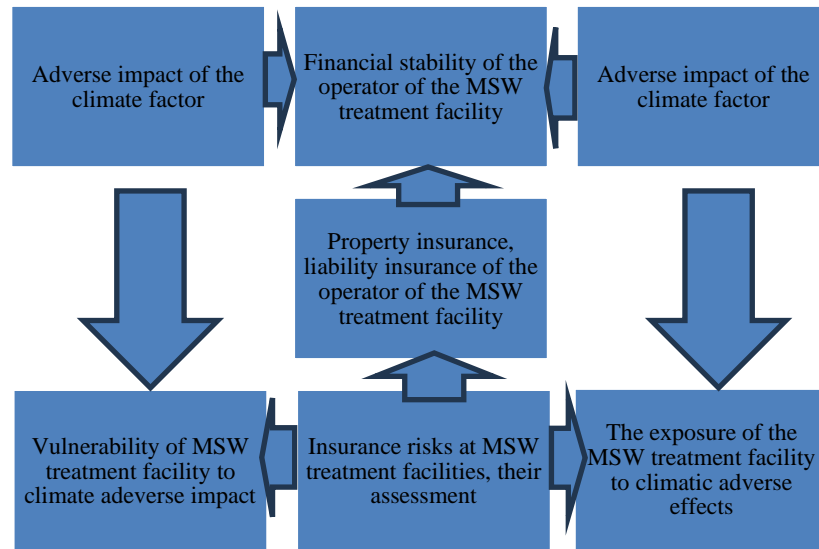 Adverse impact of the
climate factor
Financial stability of the
operator of the MSW
treatment facility
Adverse impact of the
climate factor
Property insurance,
liability insurance of the
operator of the MSW
treatment facility
Vulnerability of MSW
treatment facility to
climate adeverse impact
Insurance risks at MSW
treatment facilities, their
assessment
The exposure of the
MSW treatment facility
to climatic adverse
effects